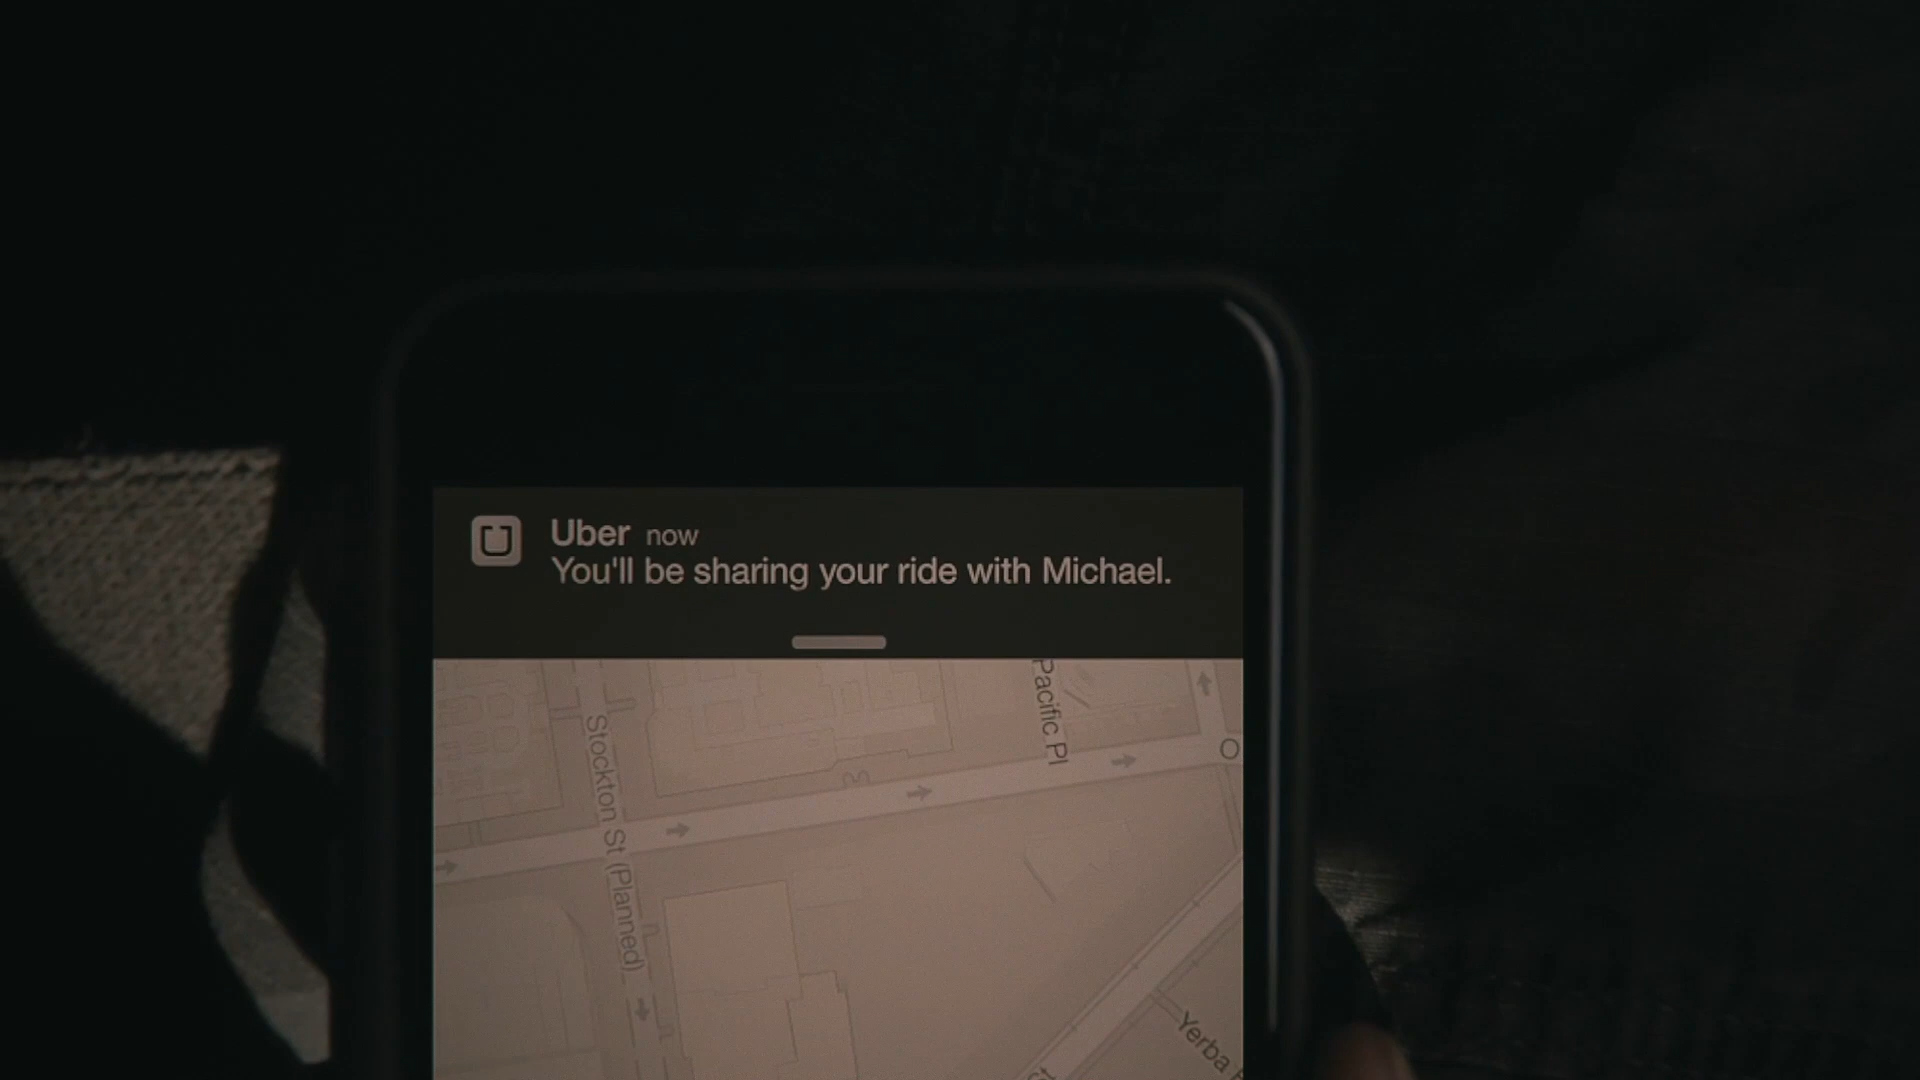 Uber now
You'll be sharing your ride with Michael.
Pacific Pl
Stockton St (Planned)
Yerba